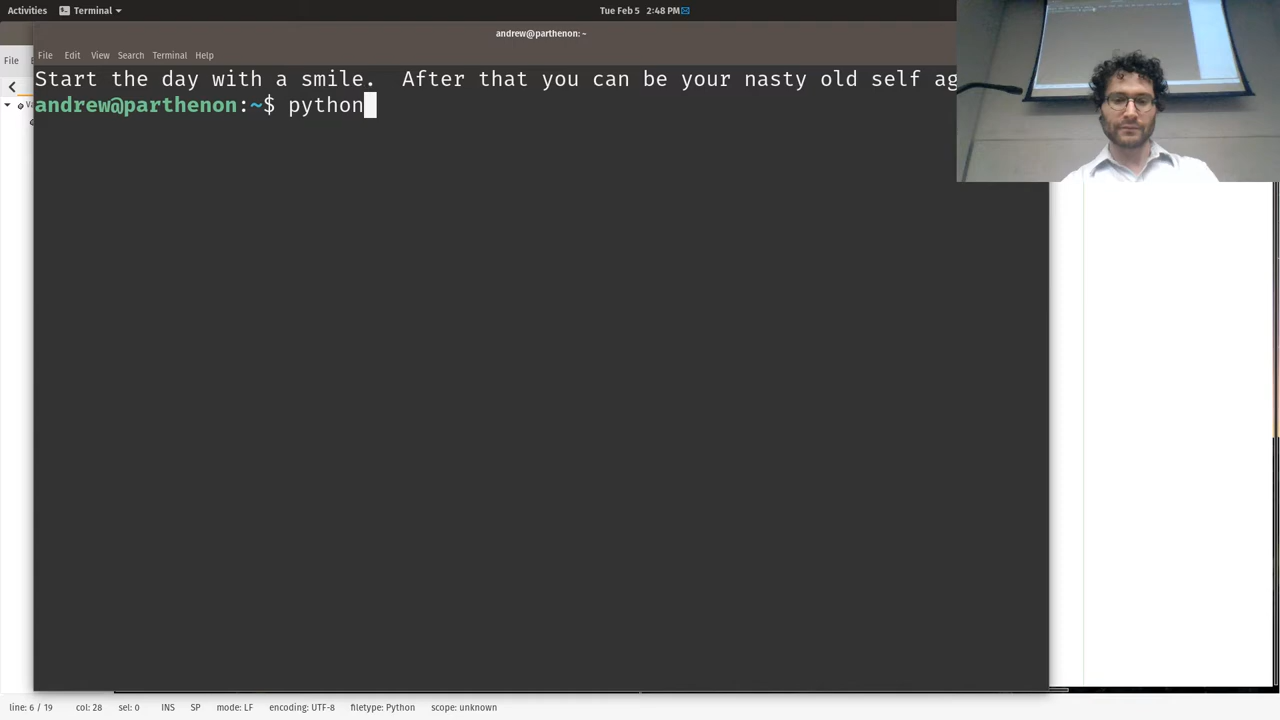 Activities Terminal Tue Feb 5 2:48 PM
andrew@parthenon: ~
File Edit View Search Terminal Help
File
Start the day with a smile. After that you can be your nasty old self ag
andrew@parthenon:~$ python
line: 6 / 19 col: 28 sel: 0 INS SP mode: LF encoding: UTF-8 filetype: Python scope: unknown